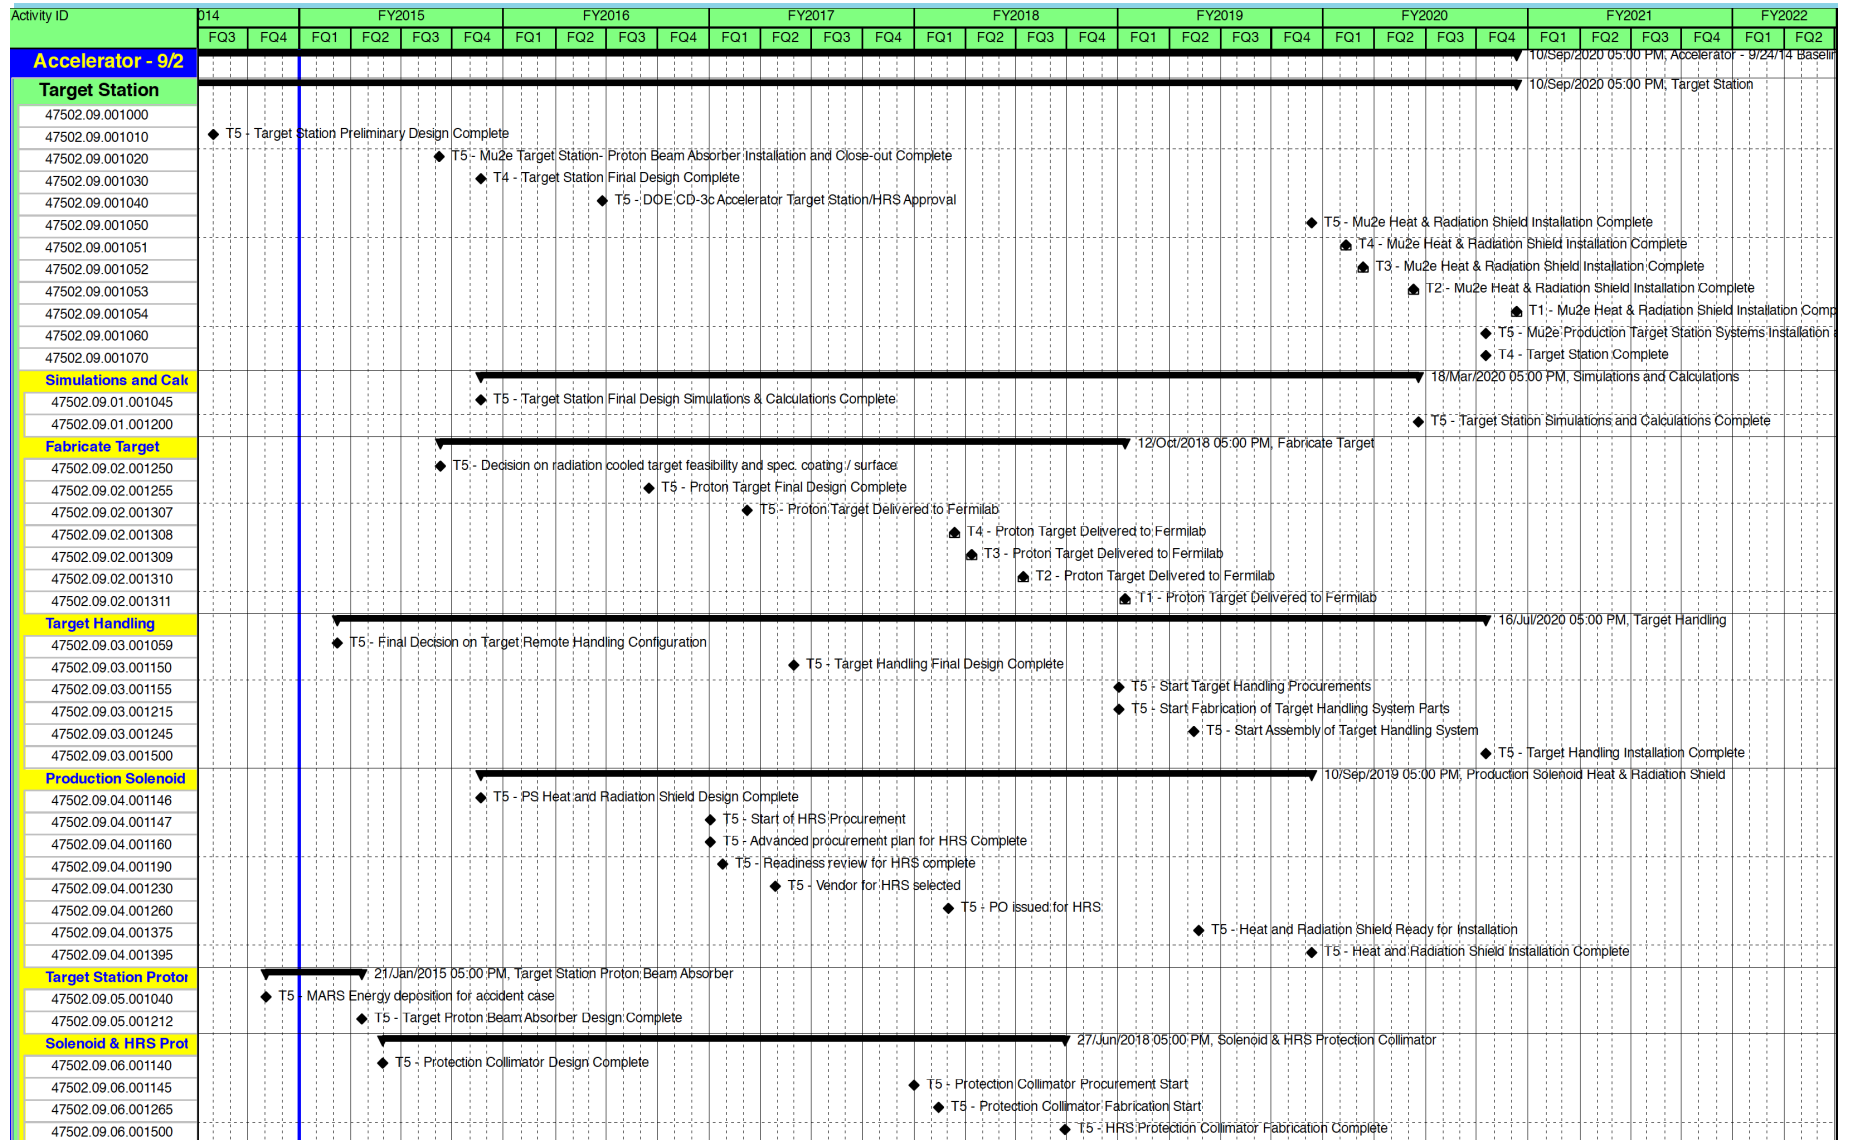 Activity ID 014 FY2015 FY2016 FY2017 FY2018 FY2019 FY2020 FY2021 FY2022
FQ3 FQ4 FQ1 FQ2 FQ3 FQ4 FQ1 FQ2 FQ3 FQ4 FQ1 FQ2 FQ3 FQ4 FQ1 FQ2 FQ3 FQ4 FQ1 FQ2 FQ3 FQ4 FQ1 FQ2 FQ3 FQ4 FQ1 FQ2 FQ3 FQ4 FQ1 FQ2
Accelerator - 9/2 10/Sep/2020 05:00 PM, Accelerator - 9/24/14 Baselin
Target Station 10/Sep/2020 05:00 PM, Target Station
47502.09.001000
47502.09.001010 T5 - Target Station Preliminary Design Complete
47502.09.001020 T5 - Mu2e Target Station- Proton Beam Absorber Installation and Close-out Complete
47502.09.001030 T4 - Target Station Final Design Complete
47502.09.001040 T5 - DOE CD-3c Accelerator Target Station/HRS Approval
47502.09.001050 T5 - Mu2e Heat & Radiation Shield Installation Complete
47502.09.001051 T4 - Mu2e Heat & Radiation Shield Installation Complete
47502.09.001052 T3 - Mu2e Heat & Radiation Shield Installation Complete
47502.09.001053 T2 - Mu2e Heat & Radiation Shield Installation Complete
47502.09.001054 T1 - Mu2e Heat & Radiation Shield Installation Comp
47502.09.001060 T5 - Mu2e Production Target Station Systems Installation a
47502.09.001070 T4 - Target Station Complete
Simulations and Calc 18/Mar/2020 05:00 PM, Simulations and Calculations
47502.09.01.001045 T5 - Target Station Final Design Simulations & Calculations Complete
47502.09.01.001200 T5 - Target Station Simulations and Calculations Complete
Fabricate Target 12/Oct/2018 05:00 PM, Fabricate Target
47502.09.02.001250 T5 - Decision on radiation cooled target feasibility and spec. coating / surface
47502.09.02.001255 T5 - Proton Target Final Design Complete
47502.09.02.001307 T5 - Proton Target Delivered to Fermilab
47502.09.02.001308 T4 - Proton Target Delivered to Fermilab
47502.09.02.001309 T3 - Proton Target Delivered to Fermilab
47502.09.02.001310 T2 - Proton Target Delivered to Fermilab
47502.09.02.001311 T1 - Proton Target Delivered to Fermilab
Target Handling 16/Jul/2020 05:00 PM, Target Handling
47502.09.03.001059 T5 - Final Decision on Target Remote Handling Configuration
47502.09.03.001150 T5 - Target Handling Final Design Complete
47502.09.03.001155 T5 - Start Target Handling Procurements
47502.09.03.001215 T5 - Start Fabrication of Target Handling System Parts
47502.09.03.001245 T5 - Start Assembly of Target Handling System
47502.09.03.001500 T5 - Target Handling Installation Complete
Production Solenoid 10/Sep/2019 05:00 PM, Production Solenoid Heat & Radiation Shield
47502.09.04.001146 T5 - PS Heat and Radiation Shield Design Complete
47502.09.04.001147 T5 - Start of HRS Procurement
47502.09.04.001160 T5 - Advanced procurement plan for HRS Complete
47502.09.04.001190 T5 - Readiness review for HRS complete
47502.09.04.001230 T5 - Vendor for HRS selected
47502.09.04.001260 T5 - PO issued for HRS
47502.09.04.001375 T5 - Heat and Radiation Shield Ready for Installation
47502.09.04.001395 T5 - Heat and Radiation Shield Installation Complete
Target Station Proton 21/Jan/2015 05:00 PM, Target Station Proton Beam Absorber
47502.09.05.001040 T5 - MARS Energy deposition for accident case
47502.09.05.001212 T5 - Target Proton Beam Absorber Design Complete
Solenoid & HRS Prot 27/Jun/2018 05:00 PM, Solenoid & HRS Protection Collimator
47502.09.06.001140 T5 - Protection Collimator Design Complete
47502.09.06.001145 T5 - Protection Collimator Procurement Start
47502.09.06.001265 T5 - Protection Collimator Fabrication Start
47502.09.06.001500 T5 - HRS Protection Collimator Fabrication Complete